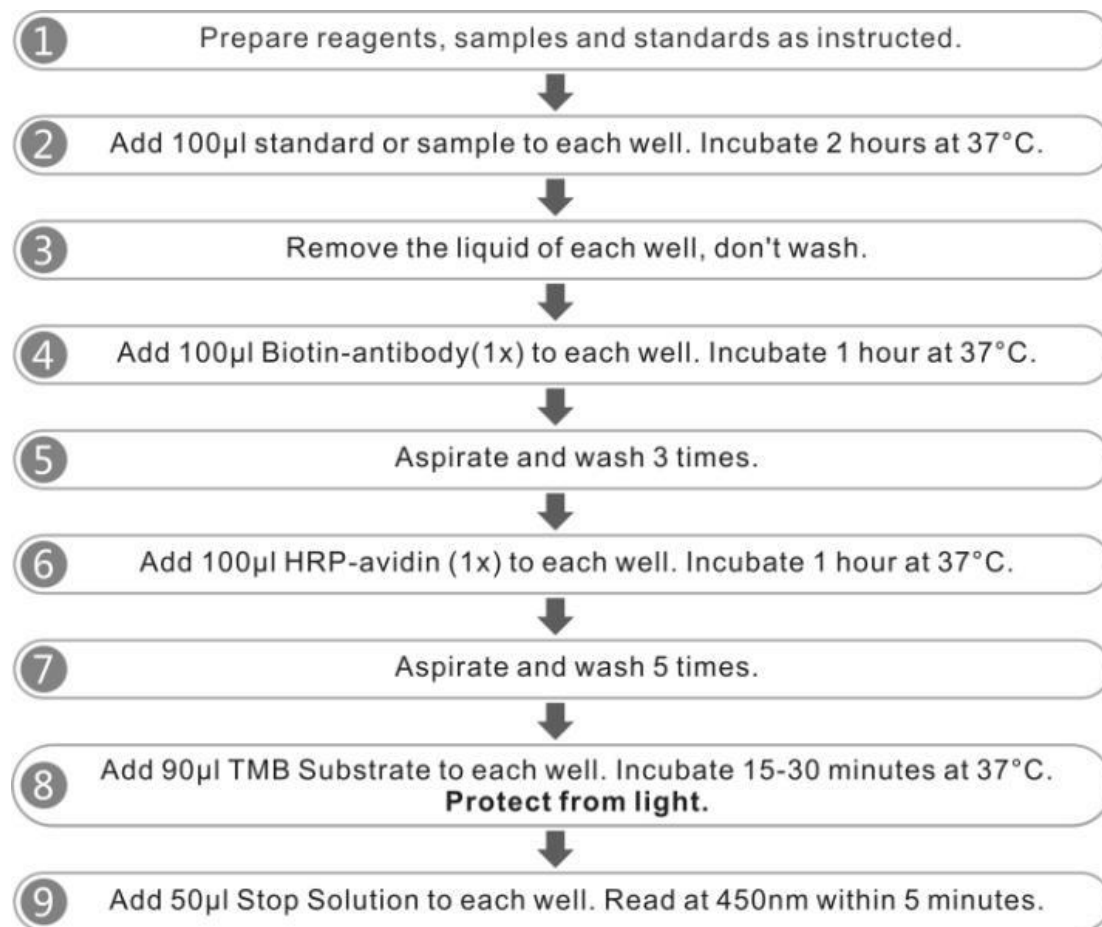 1 Prepare reagents, samples and standards as instructed.
2 Add 100µl standard or sample to each well. Incubate 2 hours at 37°C.
3 Remove the liquid of each well, don't wash.
4 Add 100µl Biotin-antibody(1x) to each well. Incubate 1 hour at 37°C.
5 Aspirate and wash 3 times.
6 Add 100µl HRP-avidin (1x) to each well. Incubate 1 hour at 37°C.
7 Aspirate and wash 5 times.
8 Add 90µl TMB Substrate to each well. Incubate 15-30 minutes at 37°C.
Protect from light.
9 Add 50µl Stop Solution to each well. Read at 450nm within 5 minutes.